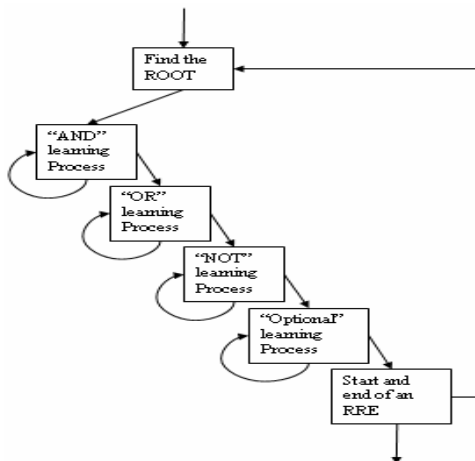 Find the
ROOT
“AND”
learning
Process
“OR”
learning
Process
“NOT”
learning
Process
“Optional”
learning
Process
Start and
end of an
RRE